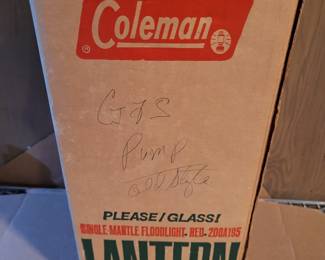 Coleman
GAS
Pump
old style
PLEASE/GLASS!
SINGLE MANTLE FLOODLIGHT- RED- 200A195
LANTERN